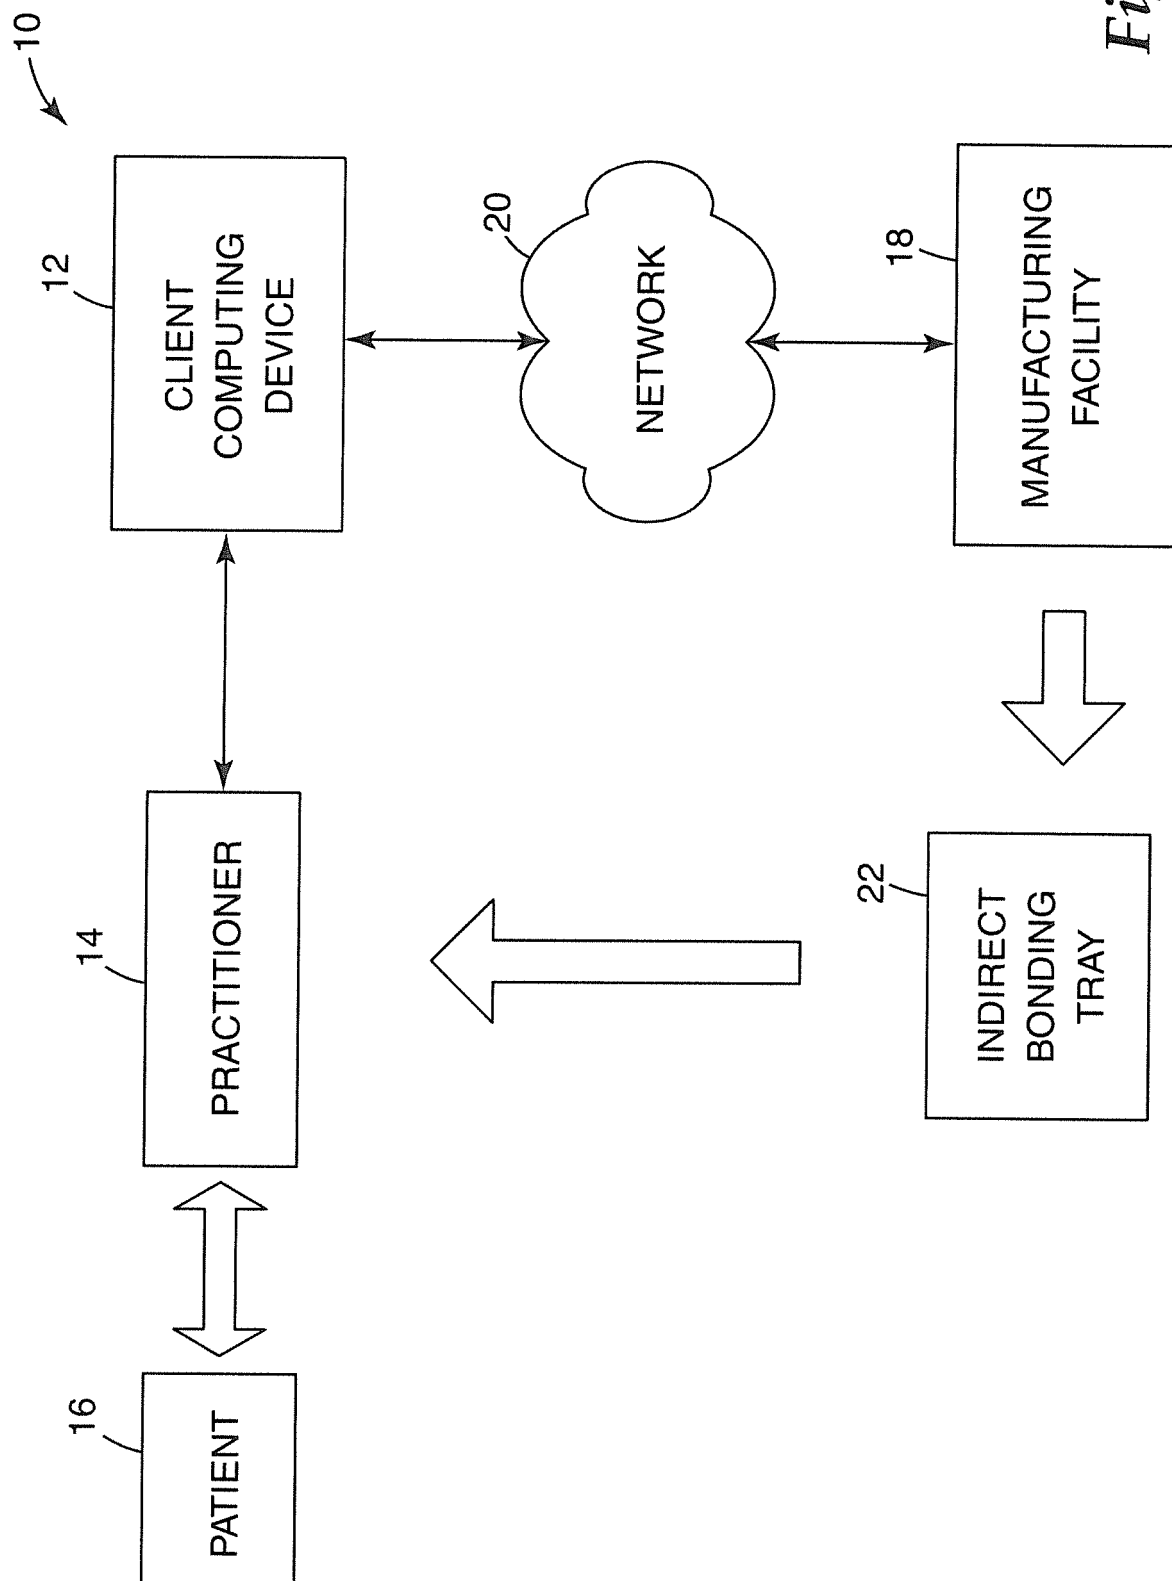 10
16
PATIENT
14
PRACTITIONER
12
CLIENT
COMPUTING
DEVICE
20
NETWORK
22
INDIRECT
BONDING
TRAY
18
MANUFACTURING
FACILITY